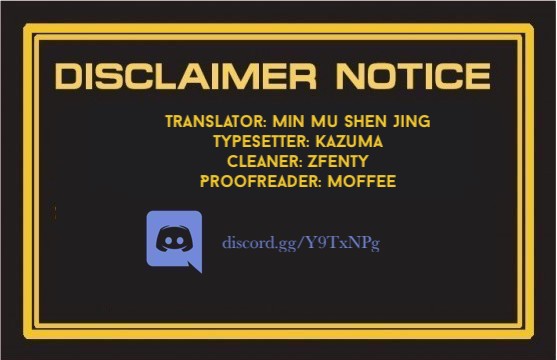 DISCLAIMER NOTICE
TRANSLATOR: MIN MU SHEN JING
TYPESETTER: KAZUMA
CLEANER: ZFENTY
PROOFREADER: MOFFEE
discord.gg/Y9TxNPg